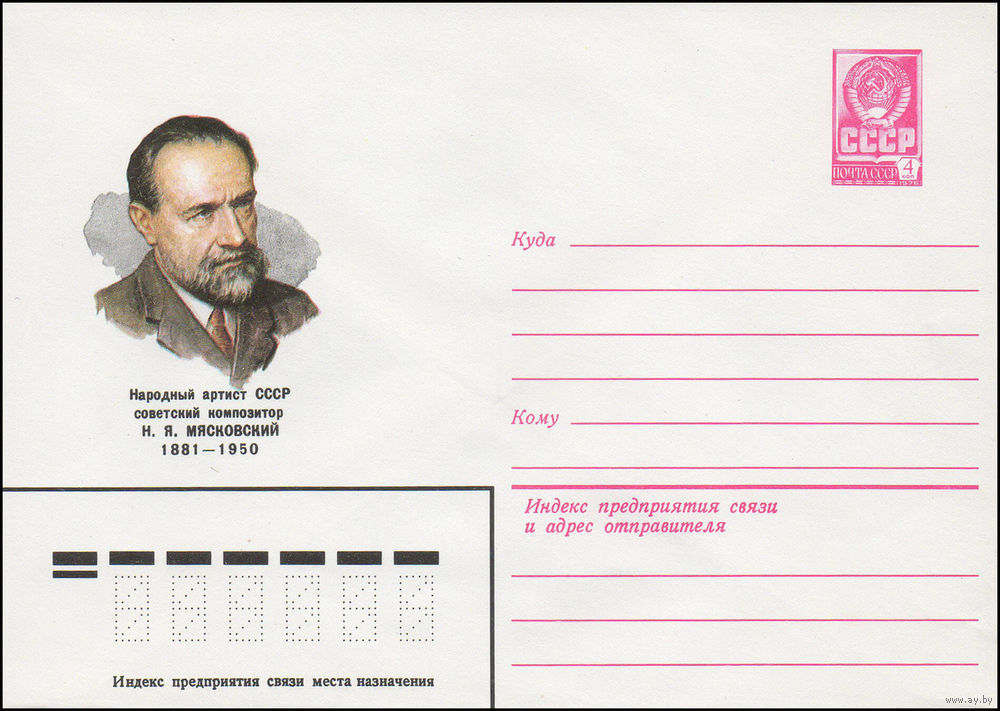 СССР
ПОЧТА СССР
4
коп
1976
Народный артист СССР
советский композитор
Н. Я. МЯСКОВСКИЙ
1881—1950
Куда
Кому
Индекс предприятия связи
и адрес отправителя
Индекс предприятия связи места назначения
www.ay.by